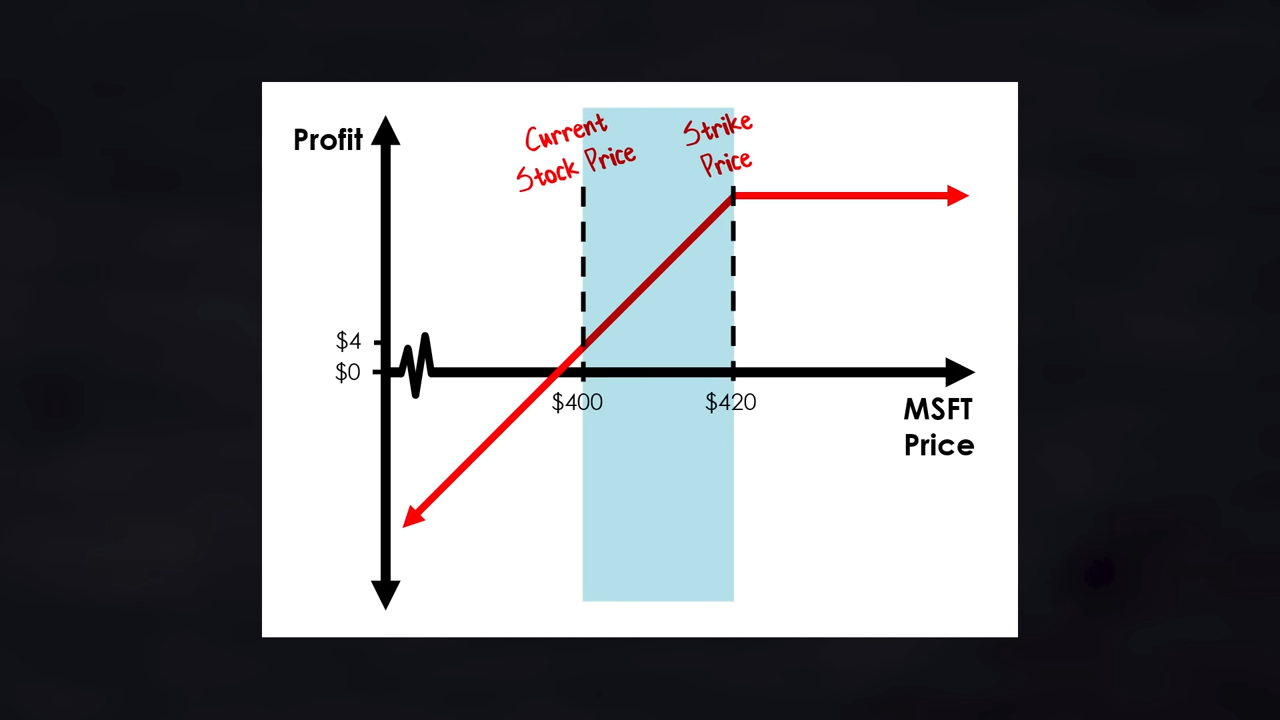 Profit
Current
Stock Price
Strike
Price
$4
$0
$400
$420
MSFT
Price